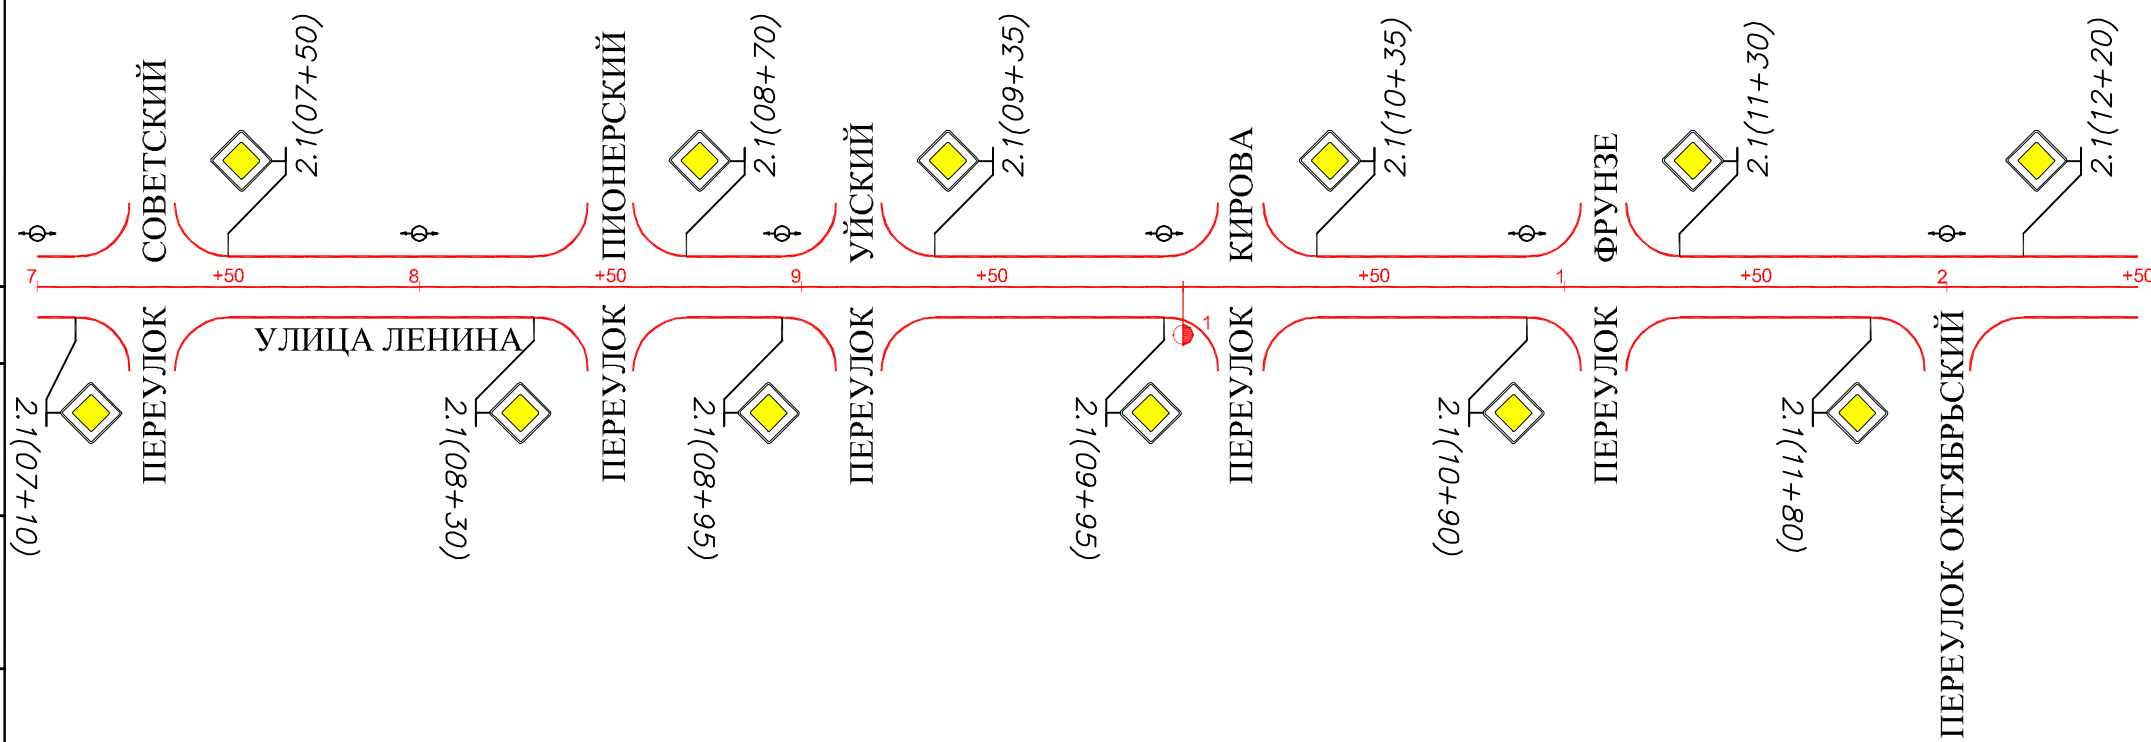 2.1(07+50)
2.1(08+70)
2.1(09+35)
2.1(10+35)
2.1(11+30)
2.1(12+20)
ПЕРЕУЛОК СОВЕТСКИЙ
ПЕРЕУЛОК ПИОНЕРСКИЙ
ПЕРЕУЛОК УЙСКИЙ
ПЕРЕУЛОК КИРОВА
ПЕРЕУЛОК ФРУНЗЕ
7 +50 8 +50 9 +50 +50 1 +50 2 +50
1
УЛИЦА ЛЕНИНА
ПЕРЕУЛОК ОКТЯБРЬСКИЙ
2.1(07+10)
2.1(08+30)
2.1(08+95)
2.1(09+95)
2.1(10+90)
2.1(11+80)